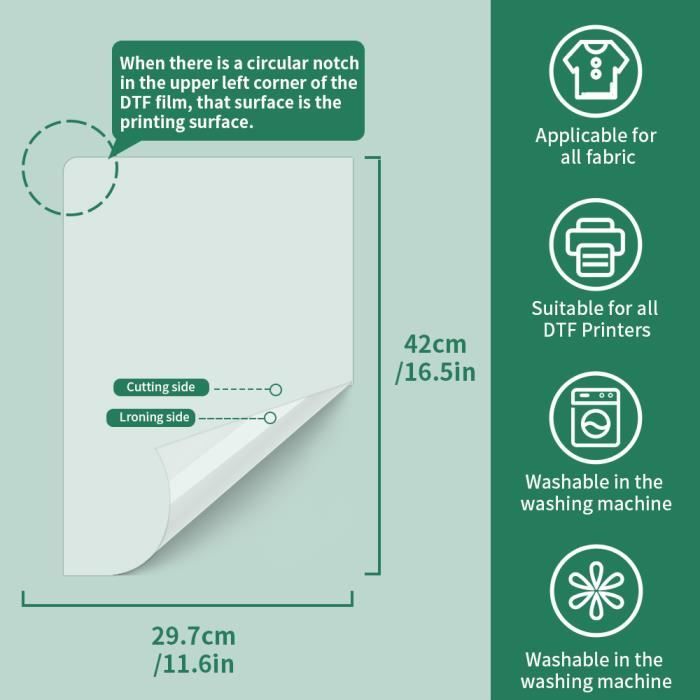 When there is a circular notch
in the upper left corner of the
DTF film, that surface is the
printing surface.
Cutting side
Lroning side
42cm
/16.5in
29.7cm
/11.6in
Applicable for
all fabric
Suitable for all
DTF Printers
Washable in the
washing machine
Washable in the
washing machine